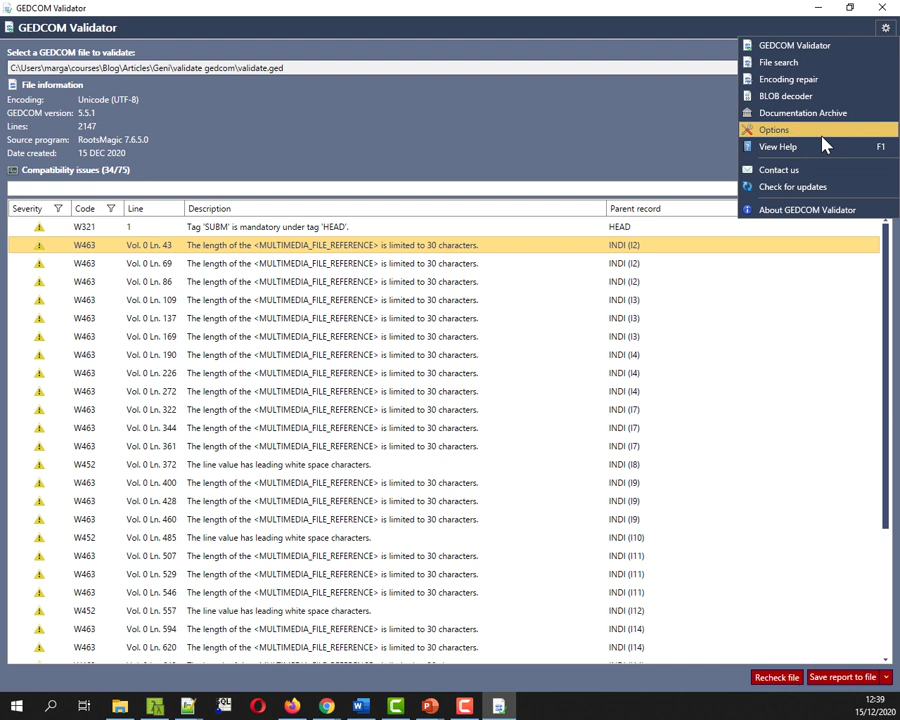 GEDCOM Validator
GEDCOM Validator
Select a GEDCOM file to validate:
C:\Users\marga\courses\Blog\Articles\Geni\validate gedcom\validate.ged
File information
Encoding: Unicode (UTF-8)
GEDCOM version: 5.5.1
Lines: 2147
Source program: RootsMagic 7.6.5.0
Date created: 15 DEC 2020
Compatibility issues (34/75)
GEDCOM Validator
File search
Encoding repair
BLOB decoder
Documentation Archive
Options
View Help F1
Contact us
Check for updates
About GEDCOM Validator
Severity Code Line Description Parent record
W321 1 Tag 'SUBM' is mandatory under tag 'HEAD'. HEAD
W463 Vol. 0 Ln. 43 The length of the <MULTIMEDIA_FILE_REFERENCE> is limited to 30 characters. INDI (I2)
W463 Vol. 0 Ln. 69 The length of the <MULTIMEDIA_FILE_REFERENCE> is limited to 30 characters. INDI (I2)
W463 Vol. 0 Ln. 86 The length of the <MULTIMEDIA_FILE_REFERENCE> is limited to 30 characters. INDI (I2)
W463 Vol. 0 Ln. 109 The length of the <MULTIMEDIA_FILE_REFERENCE> is limited to 30 characters. INDI (I3)
W463 Vol. 0 Ln. 137 The length of the <MULTIMEDIA_FILE_REFERENCE> is limited to 30 characters. INDI (I3)
W463 Vol. 0 Ln. 169 The length of the <MULTIMEDIA_FILE_REFERENCE> is limited to 30 characters. INDI (I3)
W463 Vol. 0 Ln. 190 The length of the <MULTIMEDIA_FILE_REFERENCE> is limited to 30 characters. INDI (I4)
W463 Vol. 0 Ln. 226 The length of the <MULTIMEDIA_FILE_REFERENCE> is limited to 30 characters. INDI (I4)
W463 Vol. 0 Ln. 272 The length of the <MULTIMEDIA_FILE_REFERENCE> is limited to 30 characters. INDI (I4)
W463 Vol. 0 Ln. 322 The length of the <MULTIMEDIA_FILE_REFERENCE> is limited to 30 characters. INDI (I7)
W463 Vol. 0 Ln. 344 The length of the <MULTIMEDIA_FILE_REFERENCE> is limited to 30 characters. INDI (I7)
W463 Vol. 0 Ln. 361 The length of the <MULTIMEDIA_FILE_REFERENCE> is limited to 30 characters. INDI (I7)
W452 Vol. 0 Ln. 372 The line value has leading white space characters. INDI (I8)
W463 Vol. 0 Ln. 400 The length of the <MULTIMEDIA_FILE_REFERENCE> is limited to 30 characters. INDI (I9)
W463 Vol. 0 Ln. 428 The length of the <MULTIMEDIA_FILE_REFERENCE> is limited to 30 characters. INDI (I9)
W463 Vol. 0 Ln. 460 The length of the <MULTIMEDIA_FILE_REFERENCE> is limited to 30 characters. INDI (I9)
W452 Vol. 0 Ln. 485 The line value has leading white space characters. INDI (I10)
W463 Vol. 0 Ln. 507 The length of the <MULTIMEDIA_FILE_REFERENCE> is limited to 30 characters. INDI (I11)
W463 Vol. 0 Ln. 529 The length of the <MULTIMEDIA_FILE_REFERENCE> is limited to 30 characters. INDI (I11)
W463 Vol. 0 Ln. 546 The length of the <MULTIMEDIA_FILE_REFERENCE> is limited to 30 characters. INDI (I11)
W452 Vol. 0 Ln. 557 The line value has leading white space characters. INDI (I12)
W463 Vol. 0 Ln. 594 The length of the <MULTIMEDIA_FILE_REFERENCE> is limited to 30 characters. INDI (I14)
W463 Vol. 0 Ln. 620 The length of the <MULTIMEDIA_FILE_REFERENCE> is limited to 30 characters. INDI (I14)
Recheck file Save report to file
12:39
15/12/2020